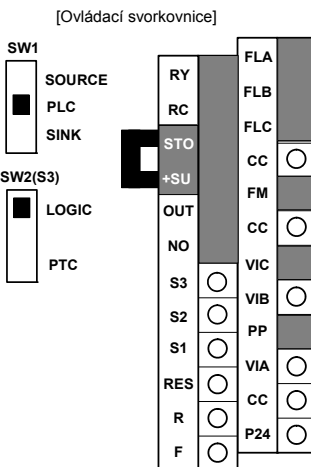 [Ovládací svorkovnice]
SW1
SOURCE
PLC
SINK
SW2(S3)
LOGIC
PTC
RY
RC
STO
+SU
OUT
NO
S3
S2
S1
RES
R
F
FLA
FLB
FLC
CC
FM
CC
VIC
VIB
PP
VIA
CC
P24